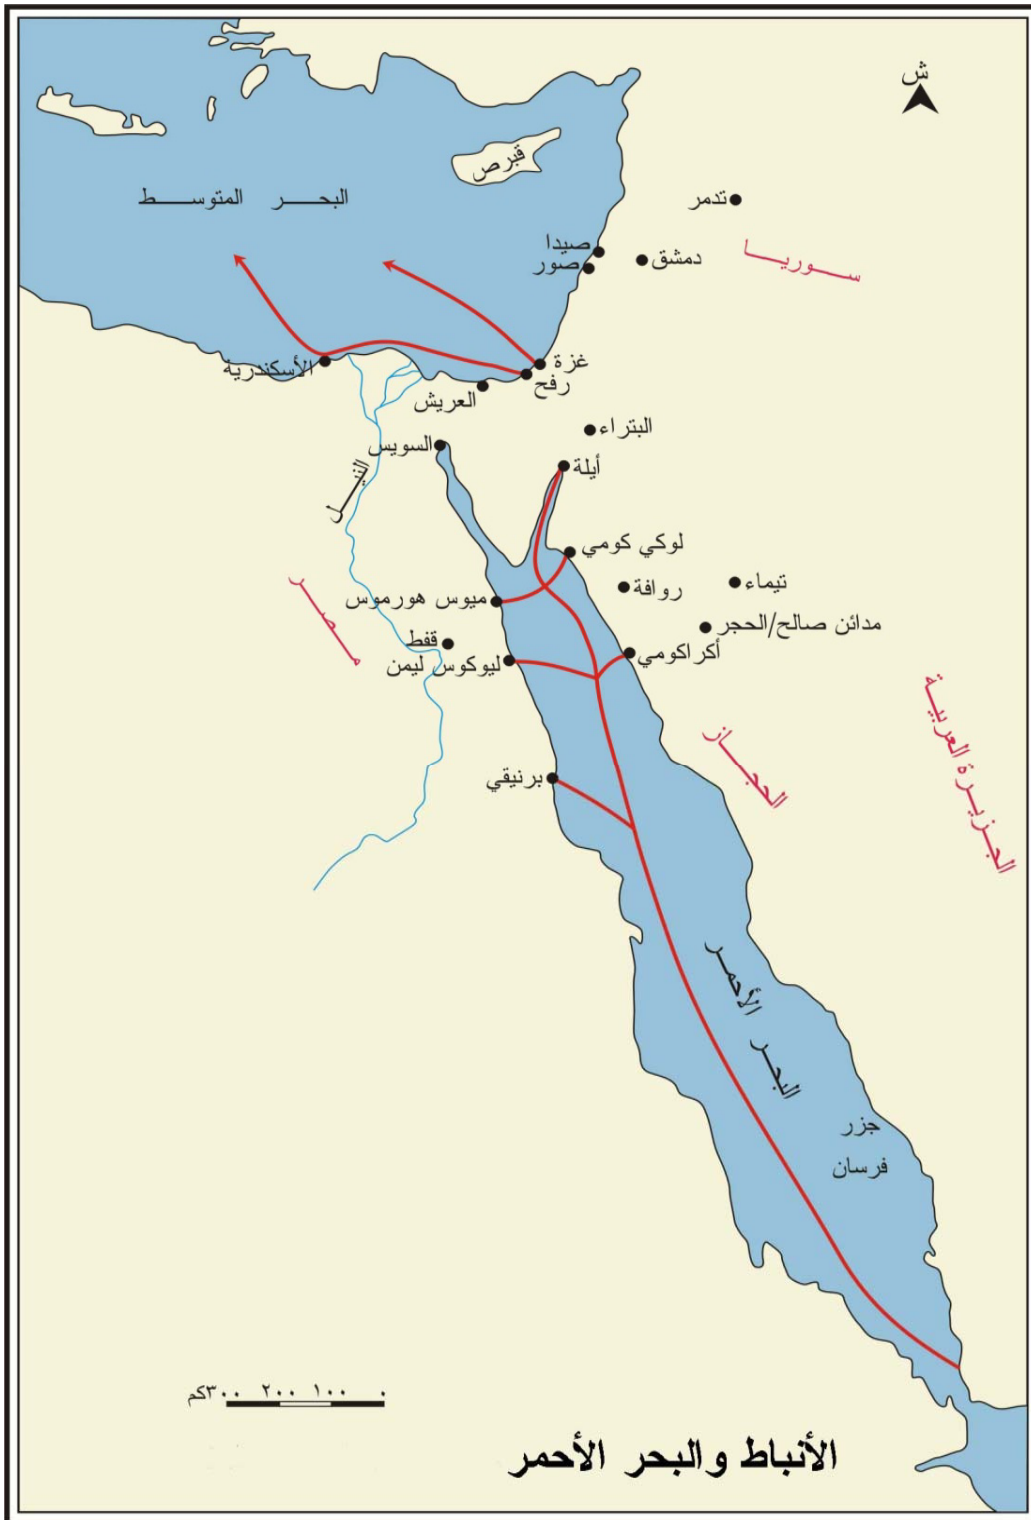 ش
قبرص
البحر المتوسط
تدمر
صيدا
صور
دمشق
سوريا
غزة
رفح
الأسكندرية
العريش
البتراء
السويس
أيلة
النيل
لوكي كومي
تيماء
روافة
ميوس هورموس
مصر
مدائن صالح/الحجر
قفط
أكراكومي
ليوكوس ليمن
الجزيرة العربية
الحجاز
برنيقي
البحر الأحمر
جزر
فرسان
٣٠٠كم ٢٠٠ ١٠٠ ٠
الأنباط والبحر الأحمر